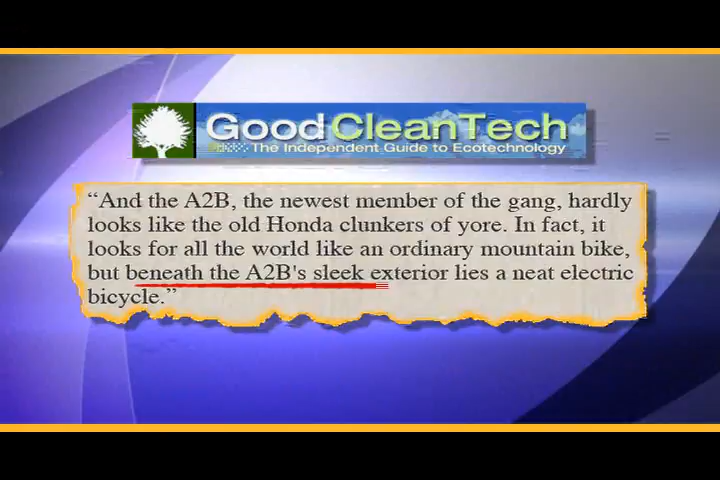 GoodCleanTech
The Independent Guide to Ecotechnology
“And the A2B, the newest member of the gang, hardly
looks like the old Honda clunkers of yore. In fact, it
looks for all the world like an ordinary mountain bike,
but beneath the A2B's sleek exterior lies a neat electric
bicycle.”